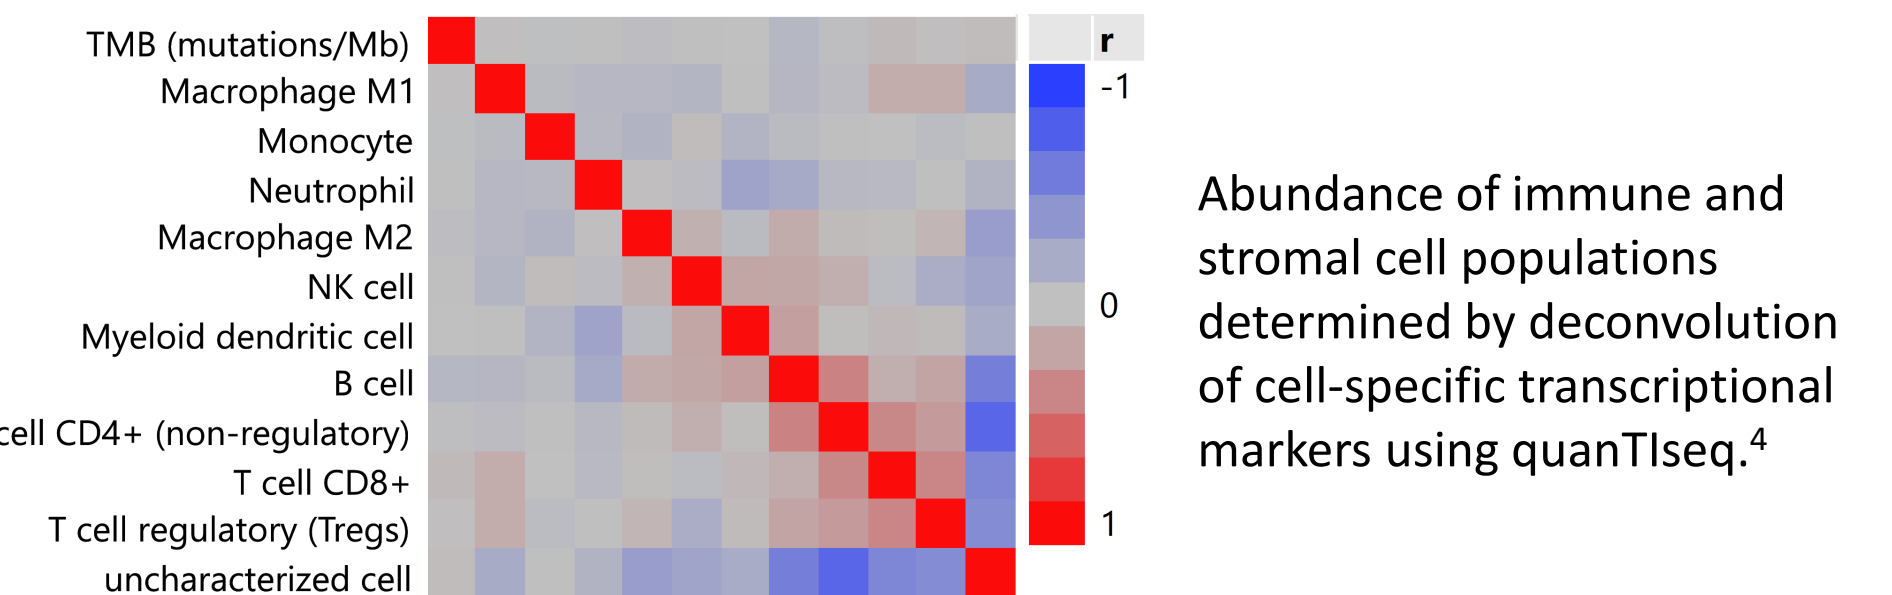 TMB (mutations/Mb)
Macrophage M1
Monocyte
Neutrophil
Macrophage M2
NK cell
Myeloid dendritic cell
B cell
cell CD4+ (non-regulatory)
T cell CD8+
T cell regulatory (Tregs)
uncharacterized cell
r
-1
0
1
Abundance of immune and
stromal cell populations
determined by deconvolution
of cell-specific transcriptional
markers using quanTIseq.⁴